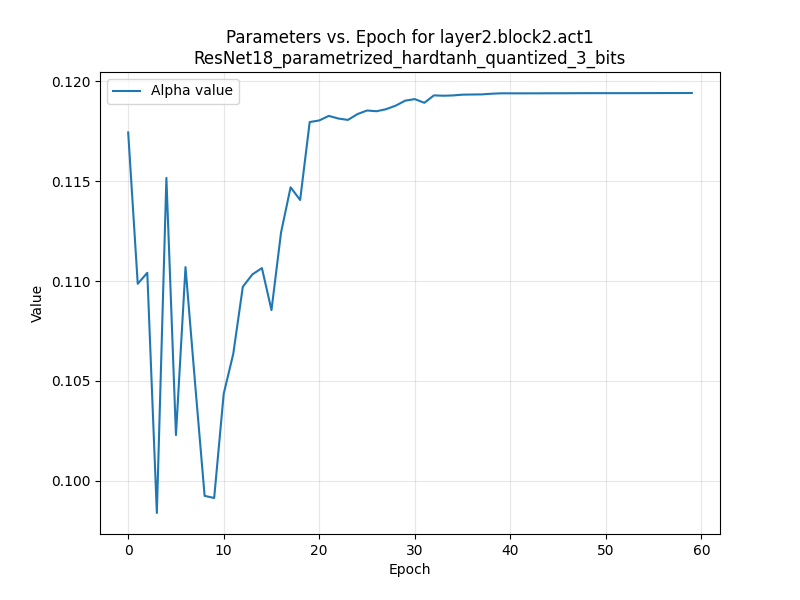 Parameters vs. Epoch for layer2.block2.act1
ResNet18_parametrized_hardtanh_quantized_3_bits
Alpha value
0.120
0.115
0.110
0.105
0.100
Value
0 10 20 30 40 50 60
Epoch